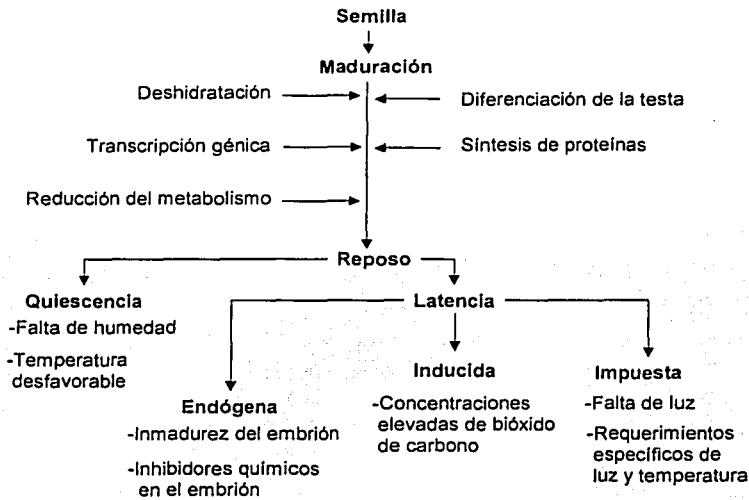 Semilla
Maduración
Deshidratación
Diferenciación de la testa
Transcripción génica
Síntesis de proteínas
Reducción del metabolismo
Reposo
Quiescencia
-Falta de humedad
-Temperatura
desfavorable
Latencia
Endógena
-Inmadurez del embrión
-Inhibidores químicos
en el embrión
Inducida
-Concentraciones
elevadas de bióxido
de carbono
Impuesta
-Falta de luz
-Requerimientos
específicos de
luz y temperatura